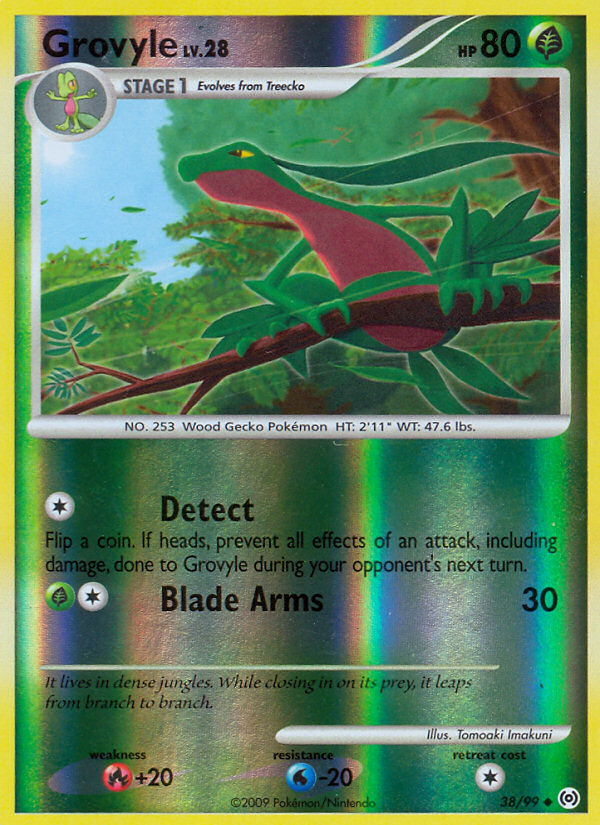 Grovyle LV.28 HP 80
STAGE 1 Evolves from Treecko
NO. 253 Wood Gecko Pokémon HT: 2'11" WT: 47.6 lbs.
Detect
Flip a coin. If heads, prevent all effects of an attack, including
damage, done to Grovyle during your opponent's next turn.
Blade Arms 30
It lives in dense jungles. While closing in on its prey, it leaps
from branch to branch.
Illus. Tomoaki Imakuni
weakness resistance retreat cost
+20 -20
©2009 Pokémon/Nintendo 38/99